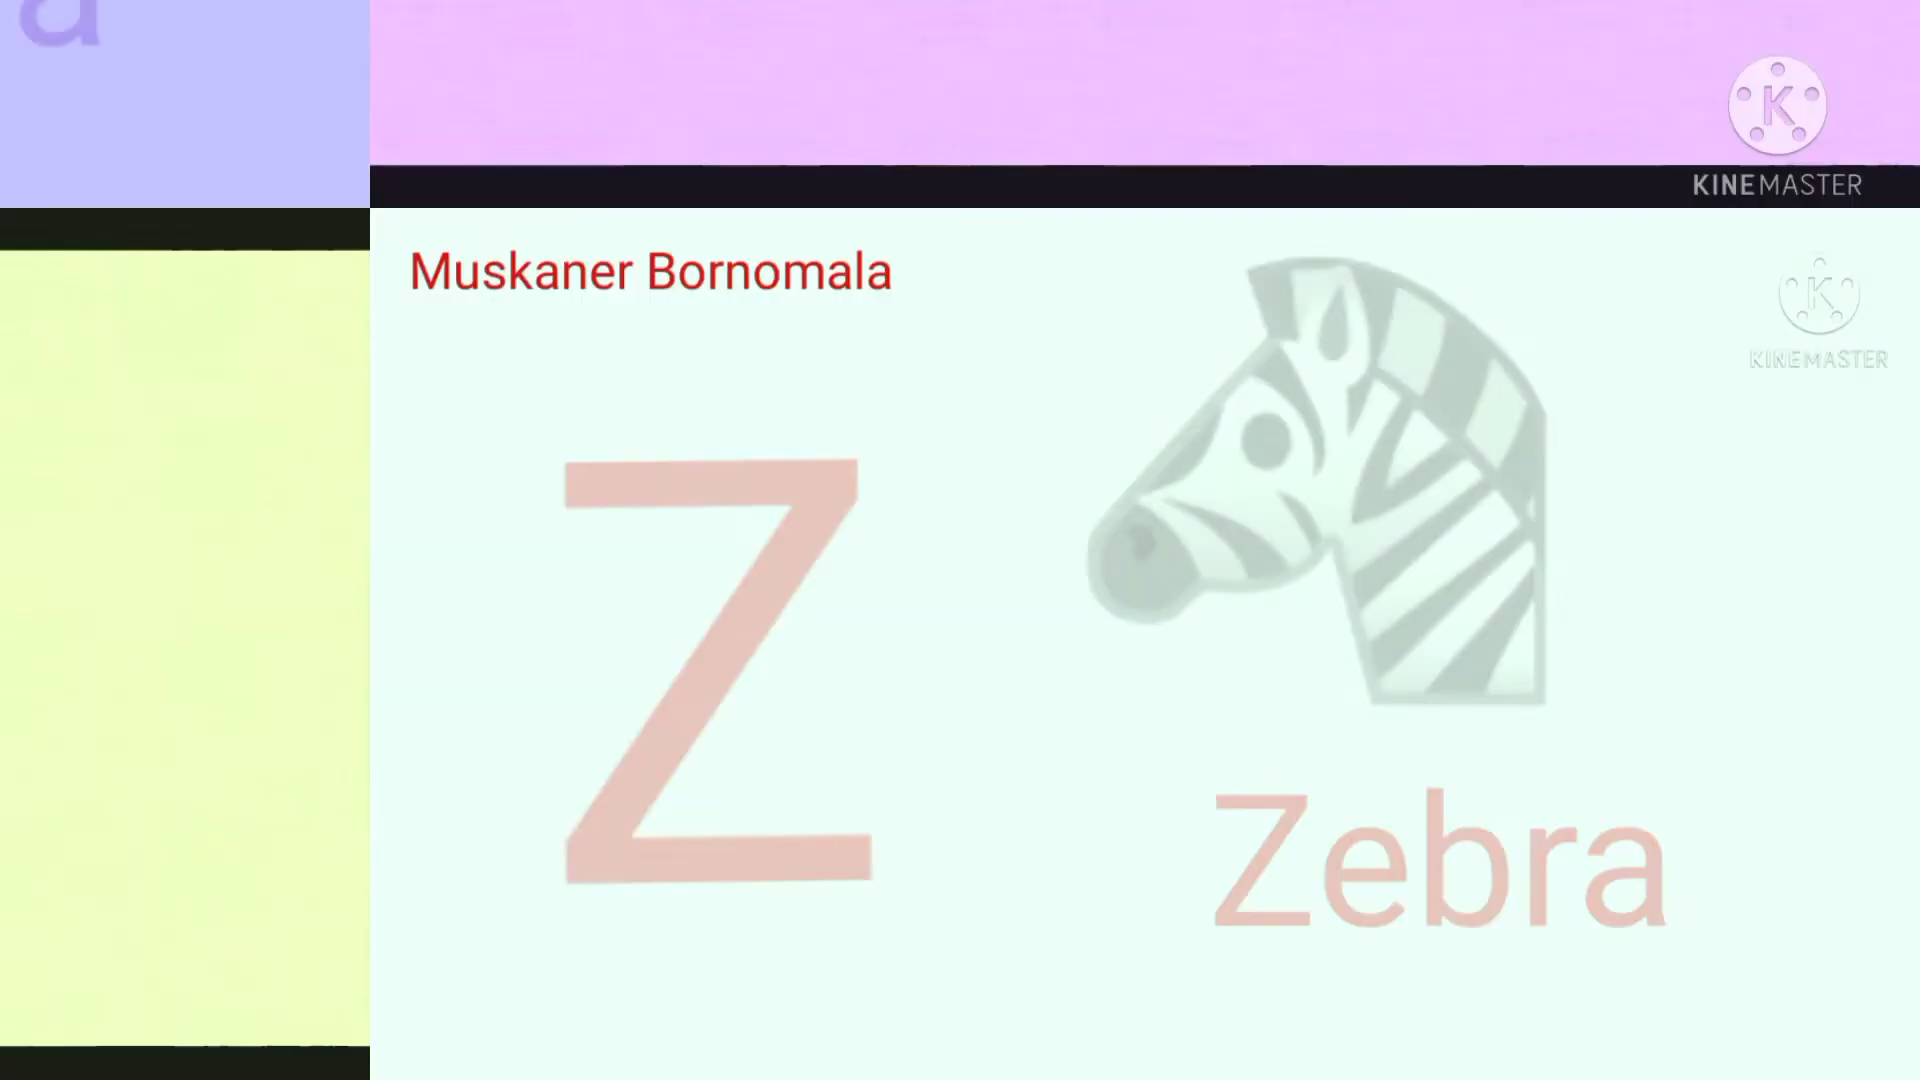 a
KINEMASTER
Muskaner Bornomala
K
KINEMASTER
Z
Zebra